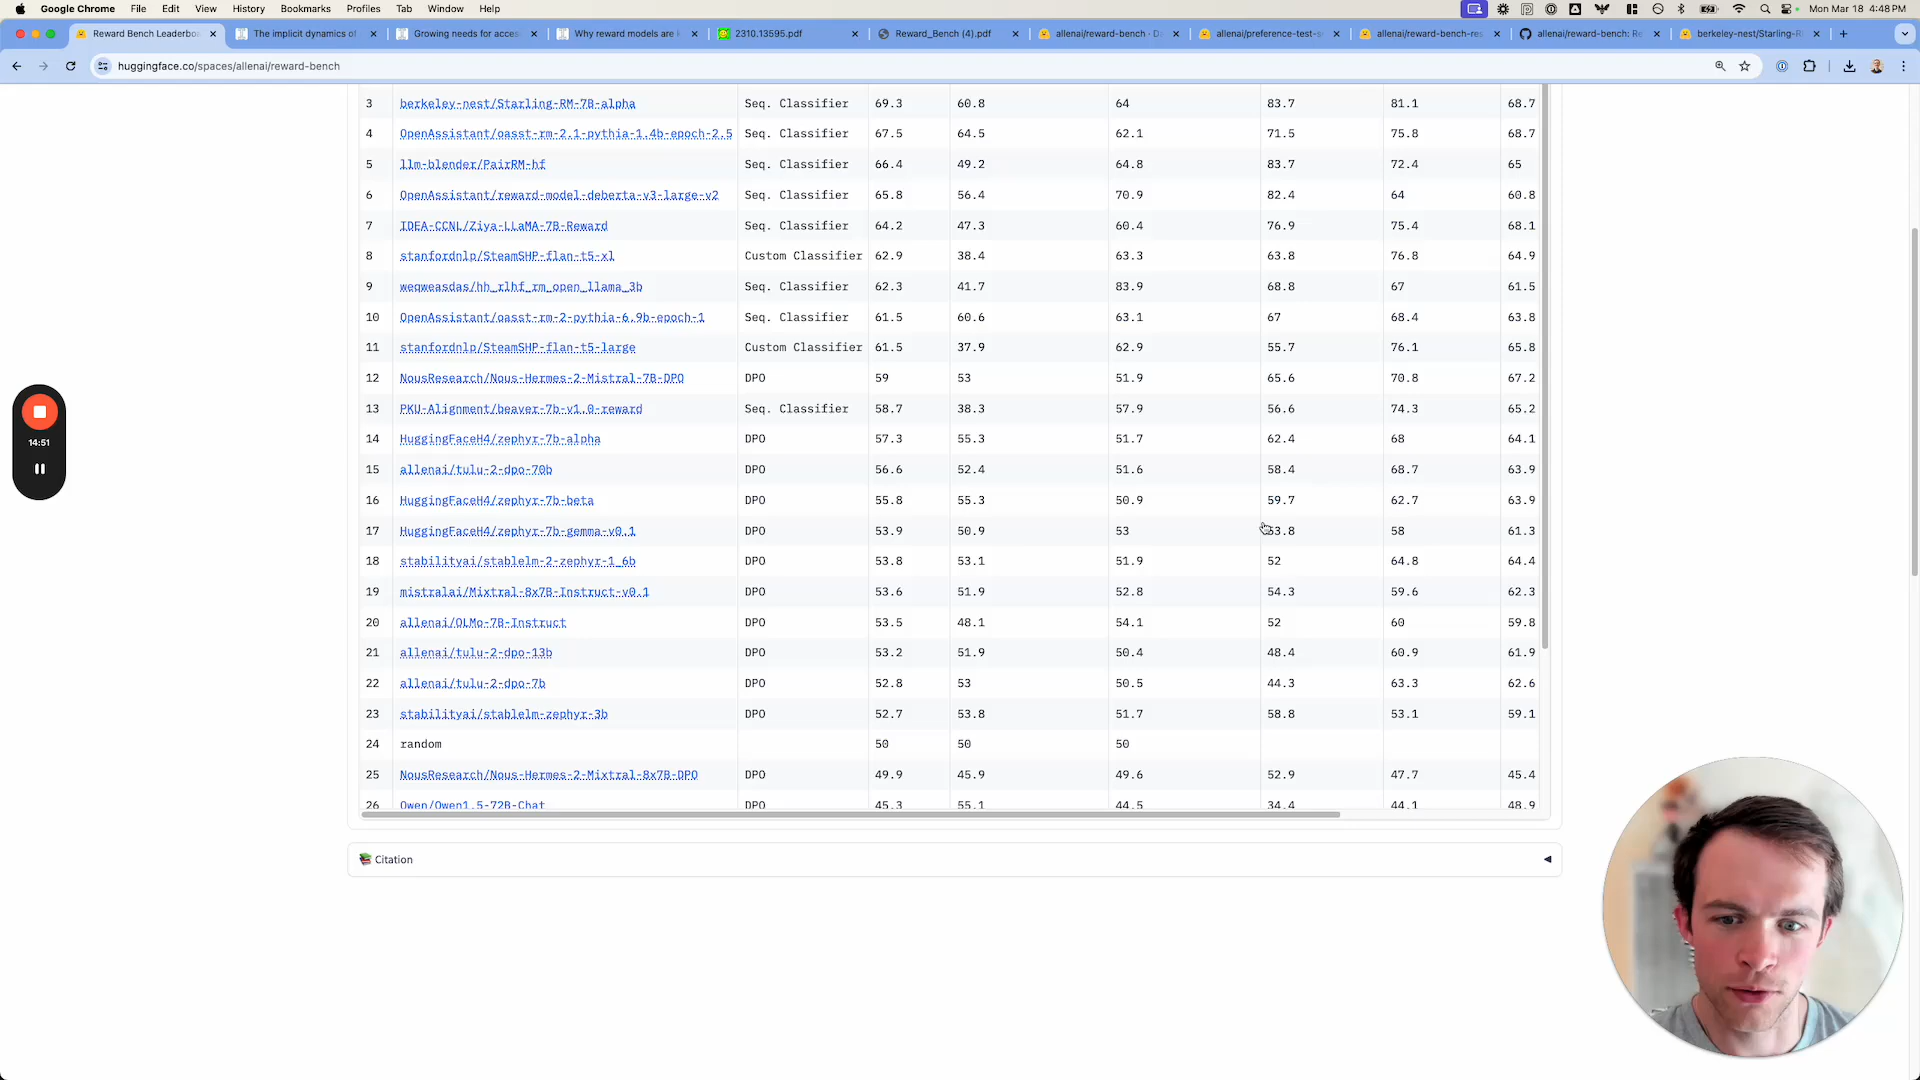 Google Chrome File Edit View History Bookmarks Profiles Tab Window Help Mon Mar 18 4:48 PM
Reward Bench Leaderbo The implicit dynamics of Growing needs for acces Why reward models are 2310.13595.pdf Reward_Bench (4).pdf allenai/reward-bench · D allenai/preference-test-s allenai/reward-bench-res allenai/reward-bench: Re berkeley-nest/Starling-R
huggingface.co/spaces/allenai/reward-bench
3 berkeley-nest/Starling-RM-7B-alpha Seq. Classifier 69.3 60.8 64 83.7 81.1 68.7
4 OpenAssistant/oasst-rm-2.1-pythia-1.4b-epoch-2.5 Seq. Classifier 67.5 64.5 62.1 71.5 75.8 68.7
5 llm-blender/PairRM-hf Seq. Classifier 66.4 49.2 64.8 83.7 72.4 65
6 OpenAssistant/reward-model-deberta-v3-large-v2 Seq. Classifier 65.8 56.4 70.9 82.4 64 60.8
7 IDEA-CCNL/Ziya-LLaMA-7B-Reward Seq. Classifier 64.2 47.3 60.4 76.9 75.4 68.1
8 stanfordnlp/SteamSHP-flan-t5-xl Custom Classifier 62.9 38.4 63.3 63.8 76.8 64.9
9 weqweasdas/hh_rlhf_rm_open_llama_3b Seq. Classifier 62.3 41.7 83.9 68.8 67 61.5
10 OpenAssistant/oasst-rm-2-pythia-6.9b-epoch-1 Seq. Classifier 61.5 60.6 63.1 67 68.4 63.8
11 stanfordnlp/SteamSHP-flan-t5-large Custom Classifier 61.5 37.9 62.9 55.7 76.1 65.8
12 NousResearch/Nous-Hermes-2-Mistral-7B-DPO DPO 59 53 51.9 65.6 70.8 67.2
13 PKU-Alignment/beaver-7b-v1.0-reward Seq. Classifier 58.7 38.3 57.9 56.6 74.3 65.2
14 HuggingFaceH4/zephyr-7b-alpha DPO 57.3 55.3 51.7 62.4 68 64.1
15 allenai/tulu-2-dpo-70b DPO 56.6 52.4 51.6 58.4 68.7 63.9
14:51
16 HuggingFaceH4/zephyr-7b-beta DPO 55.8 55.3 50.9 59.7 62.7 63.9
17 HuggingFaceH4/zephyr-7b-gemma-v0.1 DPO 53.9 50.9 53 53.8 58 61.3
18 stabilityai/stablelm-2-zephyr-1_6b DPO 53.8 53.1 51.9 52 64.8 64.4
19 mistralai/Mixtral-8x7B-Instruct-v0.1 DPO 53.6 51.9 52.8 54.3 59.6 62.3
20 allenai/OLMo-7B-Instruct DPO 53.5 48.1 54.1 52 60 59.8
21 allenai/tulu-2-dpo-13b DPO 53.2 51.9 50.4 48.4 60.9 61.9
22 allenai/tulu-2-dpo-7b DPO 52.8 53 50.5 44.3 63.3 62.6
23 stabilityai/stablelm-zephyr-3b DPO 52.7 53.8 51.7 58.8 53.1 59.1
24 random 50 50 50
25 NousResearch/Nous-Hermes-2-Mixtral-8x7B-DPO DPO 49.9 45.9 49.6 52.9 47.7 45.4
26 Qwen/Qwen1.5-72B-Chat DPO 45.3 55.1 44.5 34.4 44.1 48.9
Citation